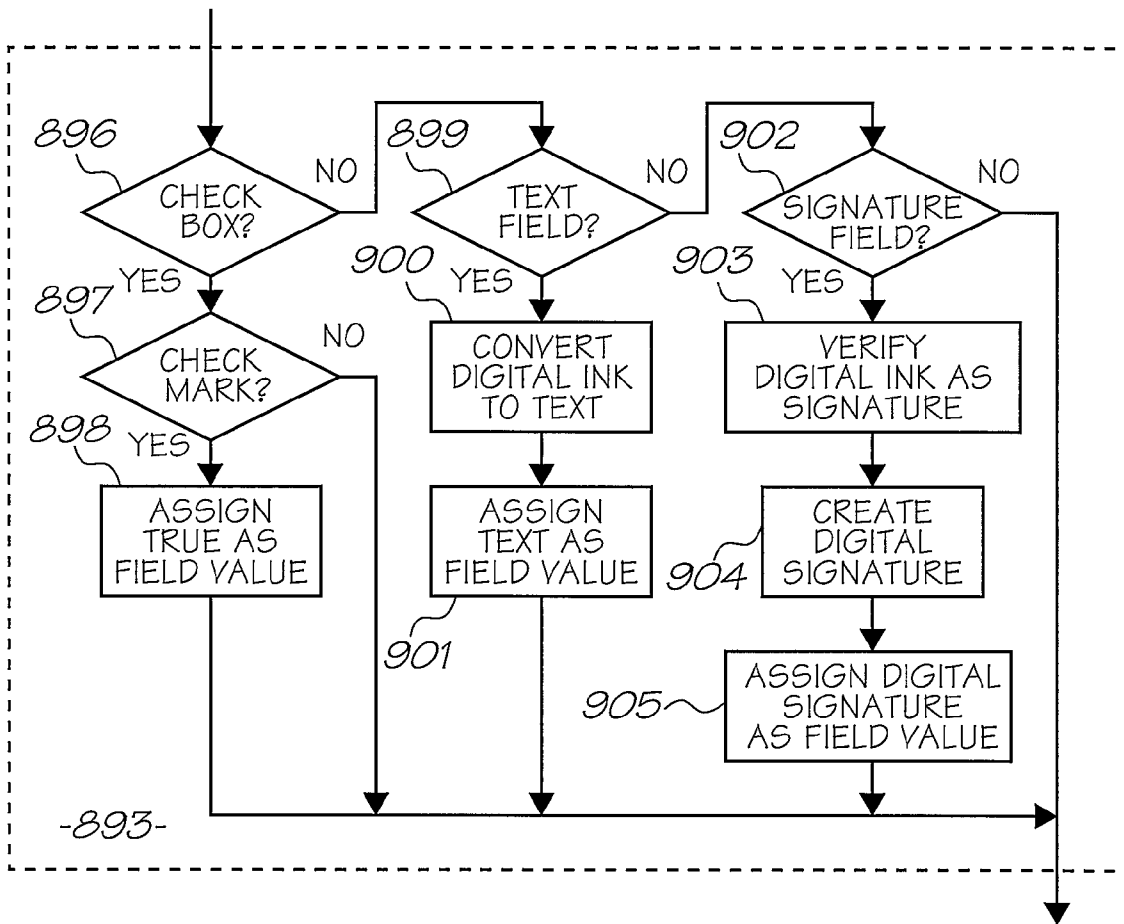 896
CHECK
BOX?
NO
YES
897
CHECK
MARK?
NO
YES
898
ASSIGN
TRUE AS
FIELD VALUE
899
TEXT
FIELD?
NO
YES
900
CONVERT
DIGITAL INK
TO TEXT
ASSIGN
TEXT AS
FIELD VALUE
901
902
SIGNATURE
FIELD?
NO
YES
903
VERIFY
DIGITAL INK AS
SIGNATURE
CREATE
DIGITAL
SIGNATURE
904
ASSIGN DIGITAL
SIGNATURE
AS FIELD VALUE
905
-893-